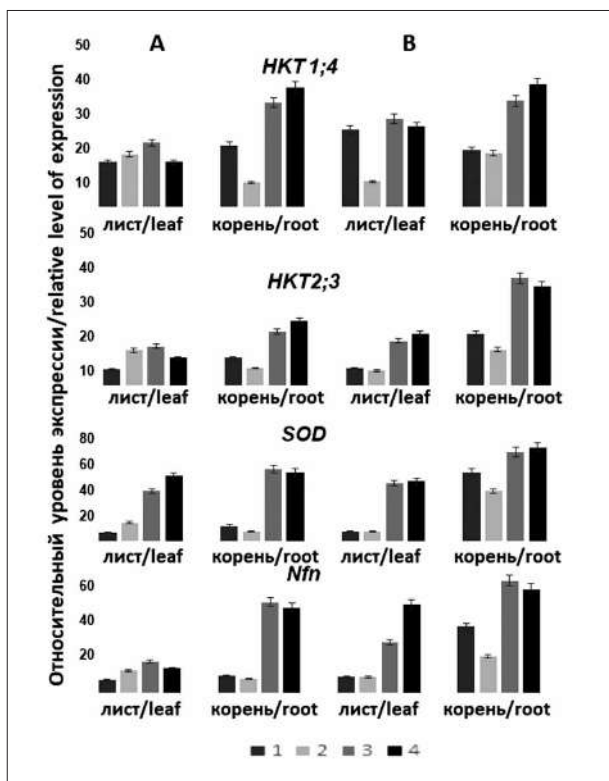 Относительный уровень экспрессии/relative level of expression
A B
HKT1;4
50
40
30
20
10
лист/leaf корень/root лист/leaf корень/root
HKT2;3
50
40
30
20
10
лист/leaf корень/root лист/leaf корень/root
SOD
80
60
40
20
лист/leaf корень/root лист/leaf корень/root
Nfn
60
40
20
лист/leaf корень/root лист/leaf корень/root
1 2 3 4